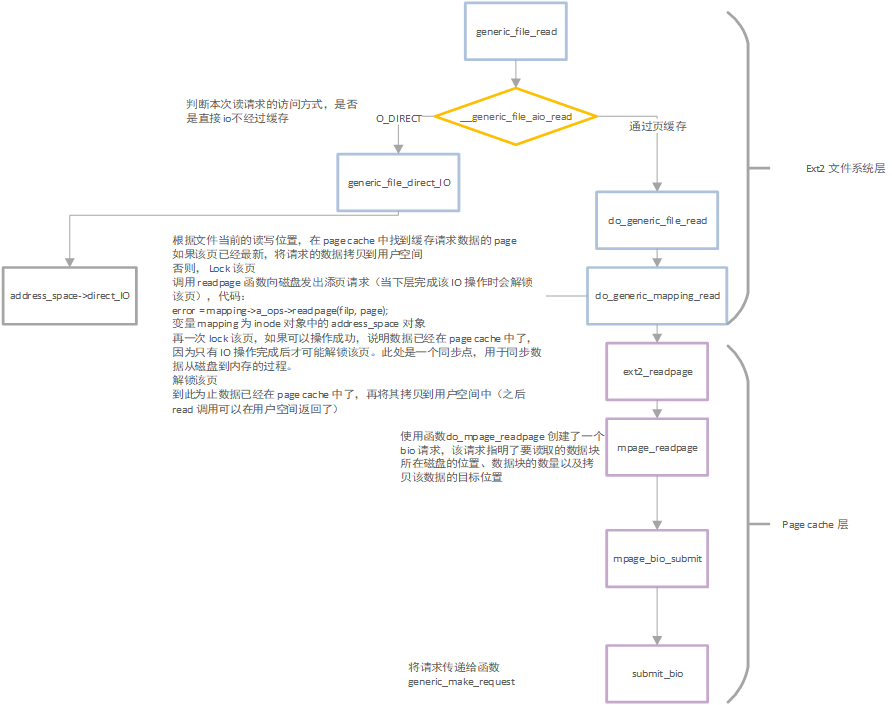 generic_file_read
判断本次读请求的访问方式，是否
是直接 io不经过缓存
O_DIRECT
__generic_file_aio_read
通过页缓存
Ext2 文件系统层
generic_file_direct_IO
do_generic_file_read
address_space->direct_IO
根据文件当前的读写位置，在 page cache 中找到缓存请求数据的 page
如果该页已经最新，将请求的数据拷贝到用户空间
否则， Lock 该页
调用 readpage 函数向磁盘发出添页请求（当下层完成该 IO 操作时会解锁
该页），代码：
error = mapping->a_ops->readpage(filp, page);
变量 mapping 为 inode 对象中的 address_space 对象
再一次 lock 该页，如果可以操作成功，说明数据已经在 page cache 中了，
因为只有 IO 操作完成后才可能解锁该页。此处是一个同步点，用于同步数
据从磁盘到内存的过程。
解锁该页
到此为止数据已经在 page cache 中了，再将其拷贝到用户空间中（之后
read 调用可以在用户空间返回了）
do_generic_mapping_read
ext2_readpage
使用函数do_mpage_readpage 创建了一个
bio 请求，该请求指明了要读取的数据块
所在磁盘的位置、数据块的数量以及拷
贝该数据的目标位置
mpage_readpage
Page cache 层
mpage_bio_submit
将请求传递给函数
generic_make_request
submit_bio